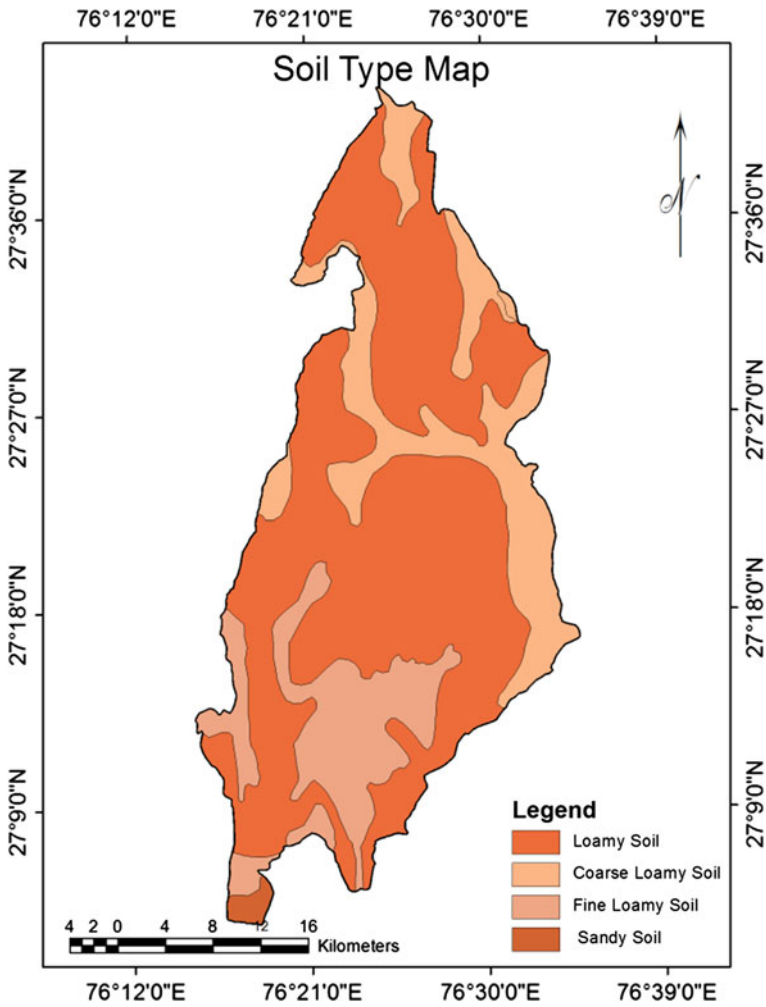 76°12'0"E 76°21'0"E 76°30'0"E 76°39'0"E
Soil Type Map
N
27°36'0"N 27°36'0"N
27°27'0"N 27°27'0"N
27°18'0"N 27°18'0"N
27°9'0"N 27°9'0"N
Legend
Loamy Soil
Coarse Loamy Soil
Fine Loamy Soil
Sandy Soil
4 2 0 4 8 12 16
Kilometers
76°12'0"E 76°21'0"E 76°30'0"E 76°39'0"E